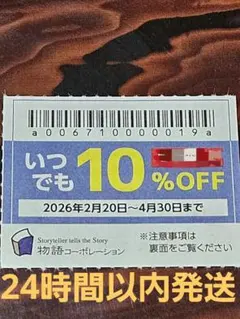 a0067100000019a
いつでも10%OFF
2026年2月20日~4月30日まで
Storyteller tells the Story
物語コーポレーション
※注意事項は
裏面をご覧ください
24時間以内発送